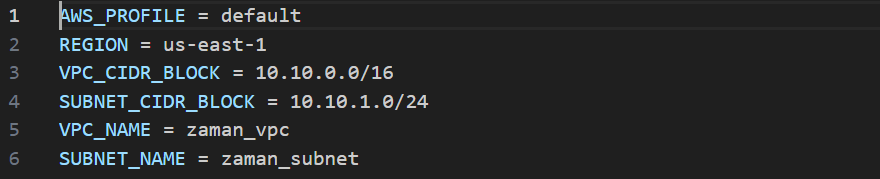 1 AWS_PROFILE = default
2 REGION = us-east-1
3 VPC_CIDR_BLOCK = 10.10.0.0/16
4 SUBNET_CIDR_BLOCK = 10.10.1.0/24
5 VPC_NAME = zaman_vpc
6 SUBNET_NAME = zaman_subnet